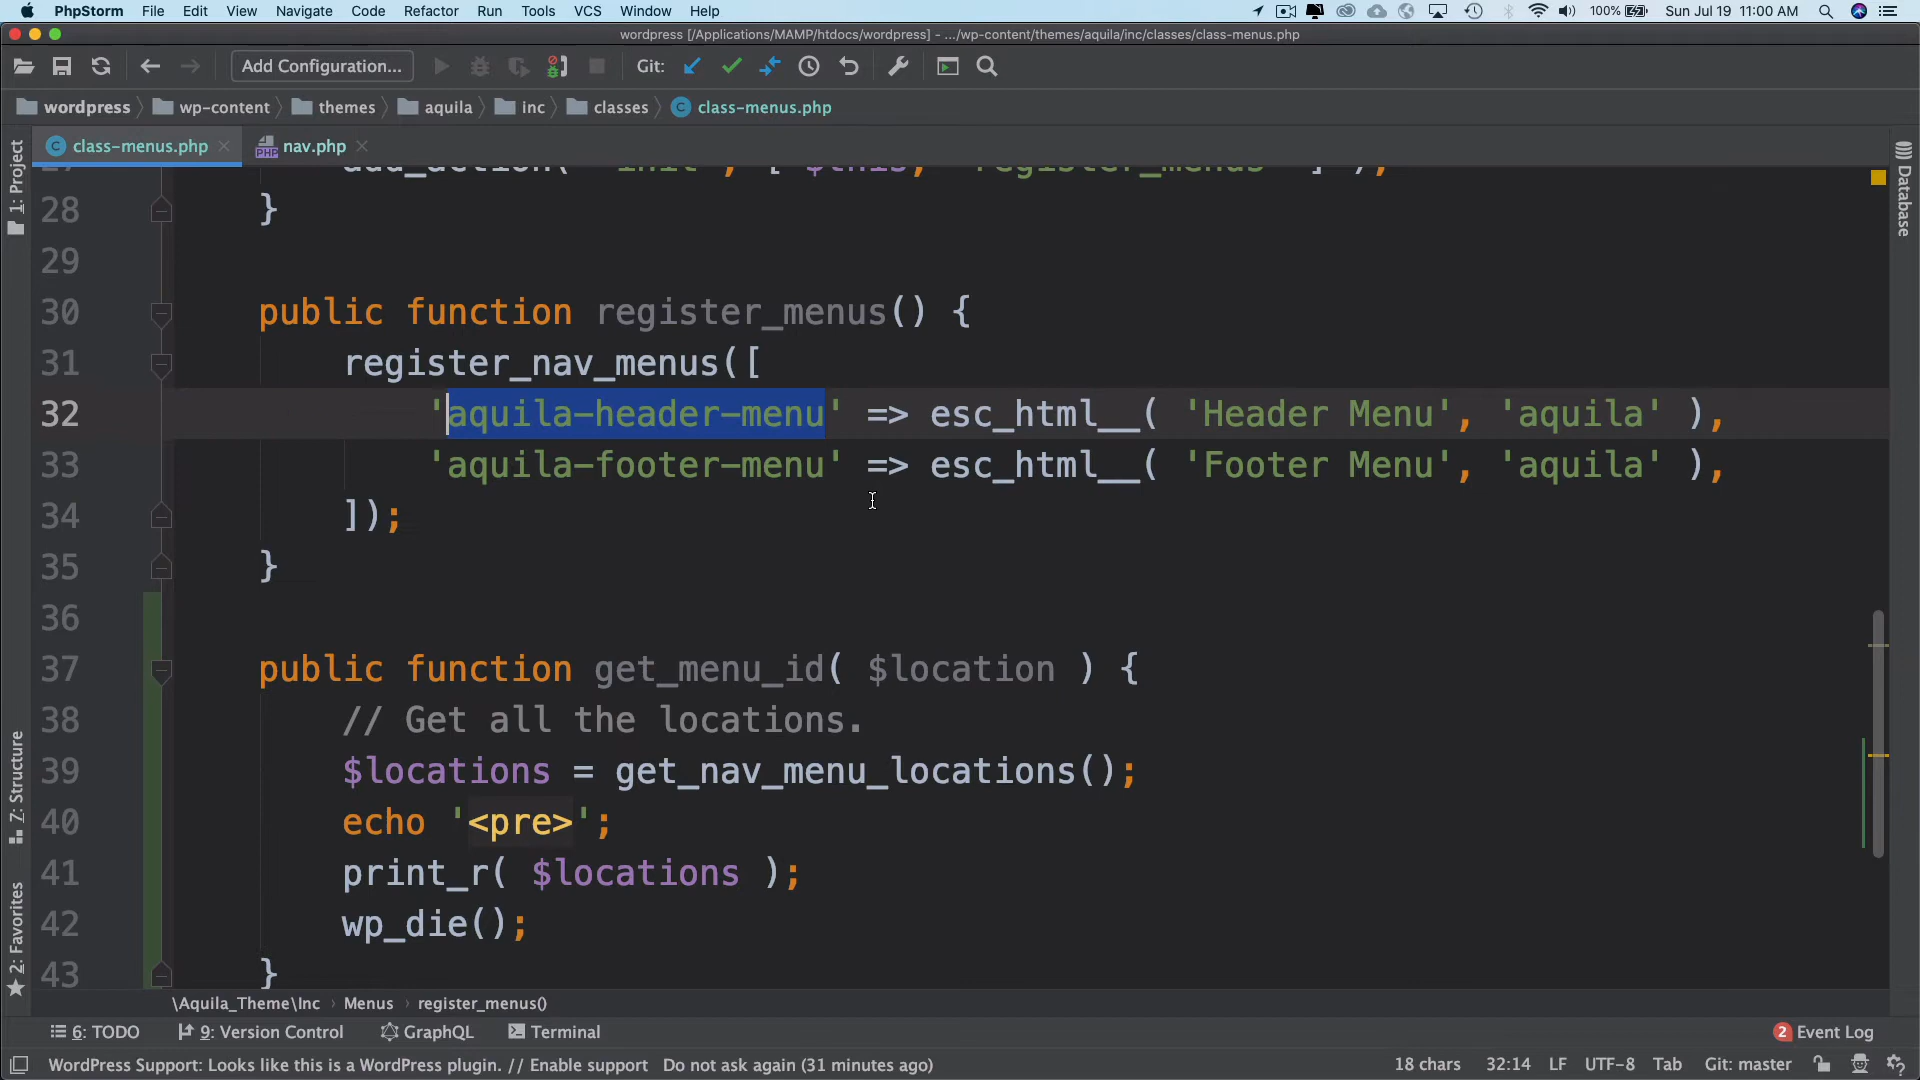 PhpStorm File Edit View Navigate Code Refactor Run Tools VCS Window Help 100% Sun Jul 19 11:00 AM
wordpress [/Applications/MAMP/htdocs/wordpress] - .../wp-content/themes/aquila/inc/classes/class-menus.php
Add Configuration... Git:
wordpress wp-content themes aquila inc classes class-menus.php
class-menus.php nav.php
27 add_action( 'init', [ $this, 'register_menus' ] );
28 }
29
30 public function register_menus() {
31 register_nav_menus([
32 'aquila-header-menu' => esc_html__( 'Header Menu', 'aquila' ),
33 'aquila-footer-menu' => esc_html__( 'Footer Menu', 'aquila' ),
34 ]);
35 }
36
37 public function get_menu_id( $location ) {
38 // Get all the locations.
39 $locations = get_nav_menu_locations();
40 echo '<pre>';
41 print_r( $locations );
42 wp_die();
43 }
1: Project
7: Structure
2: Favorites
Database
\Aquila_Theme\Inc › Menus › register_menus()
6: TODO 9: Version Control GraphQL Terminal 2 Event Log
WordPress Support: Looks like this is a WordPress plugin. // Enable support Do not ask again (31 minutes ago) 18 chars 32:14 LF UTF-8 Tab Git: master